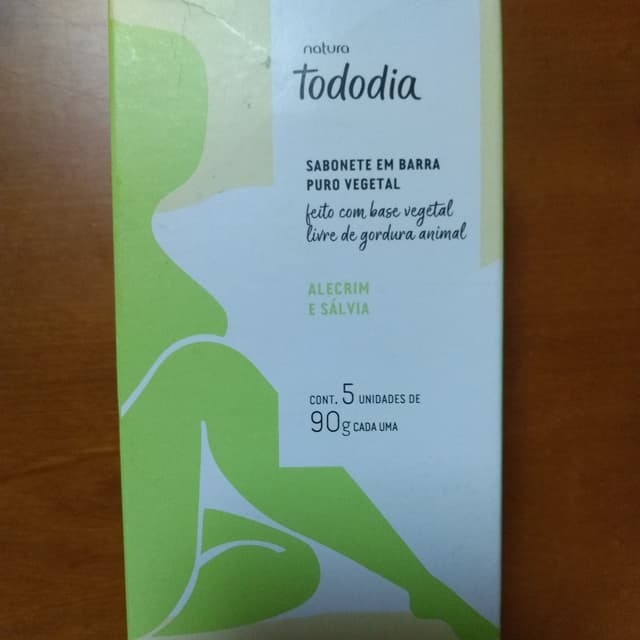 natura
Tododia
SABONETE EM BARRA
PURO VEGETAL
feito com base vegetal
livre de gordura animal
ALECRIM
E SÁLVIA
CONT. 5 UNIDADES DE
90g CADA UMA